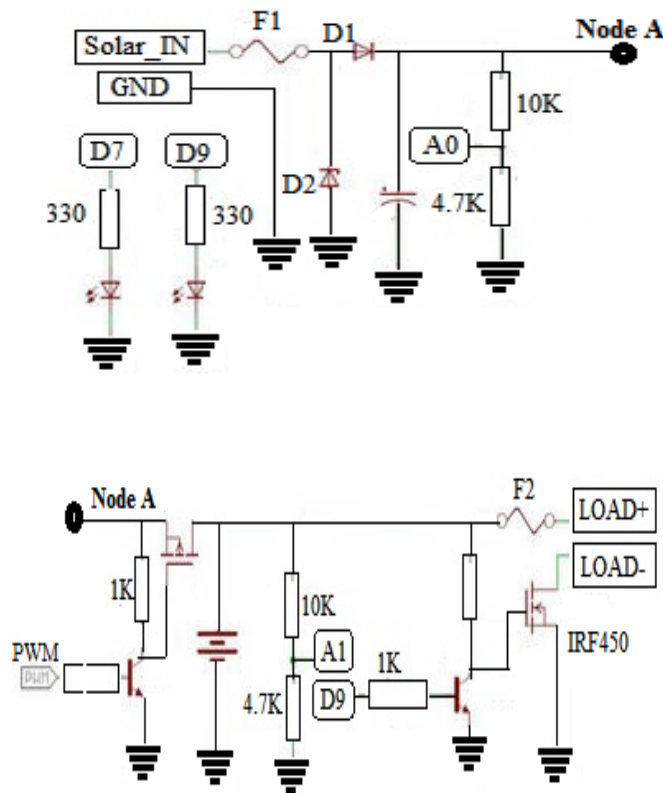 F1
D1
Node A
Solar_IN
GND
10K
A0
D7
D9
D2
4.7K
330
330
Node A
F2
LOAD+
LOAD-
1K
10K
IRF450
PWM
PWM
A1
1K
4.7K
D9